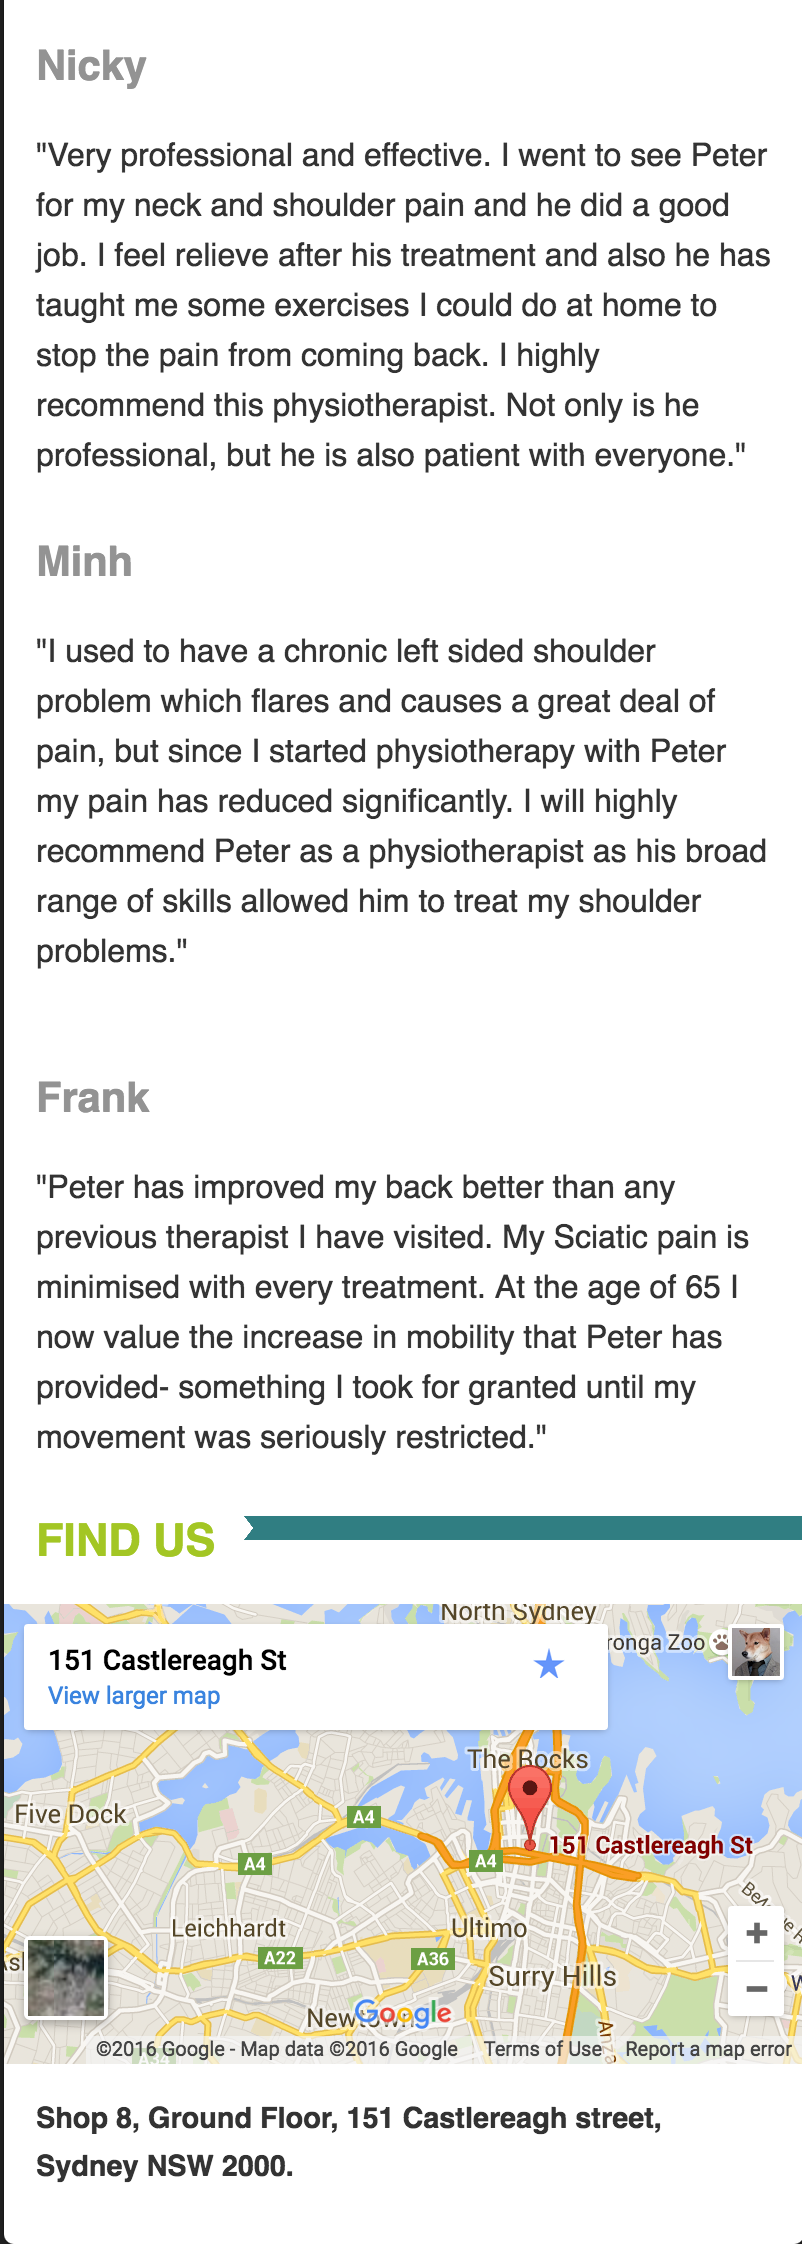 Nicky
"Very professional and effective. I went to see Peter
for my neck and shoulder pain and he did a good
job. I feel relieve after his treatment and also he has
taught me some exercises I could do at home to
stop the pain from coming back. I highly
recommend this physiotherapist. Not only is he
professional, but he is also patient with everyone."
Minh
"I used to have a chronic left sided shoulder
problem which flares and causes a great deal of
pain, but since I started physiotherapy with Peter
my pain has reduced significantly. I will highly
recommend Peter as a physiotherapist as his broad
range of skills allowed him to treat my shoulder
problems."
Frank
"Peter has improved my back better than any
previous therapist I have visited. My Sciatic pain is
minimised with every treatment. At the age of 65 I
now value the increase in mobility that Peter has
provided- something I took for granted until my
movement was seriously restricted."
FIND US
North Sydney
ronga Zoo
151 Castlereagh St
View larger map
The Rocks
Five Dock
A4
151 Castlereagh St
A4
A4
Leichhardt
Ultimo
A22
A36
Surry Hills
Google
©2016 Google - Map data ©2016 Google
Terms of Use
Report a map error
Shop 8, Ground Floor, 151 Castlereagh street,
Sydney NSW 2000.